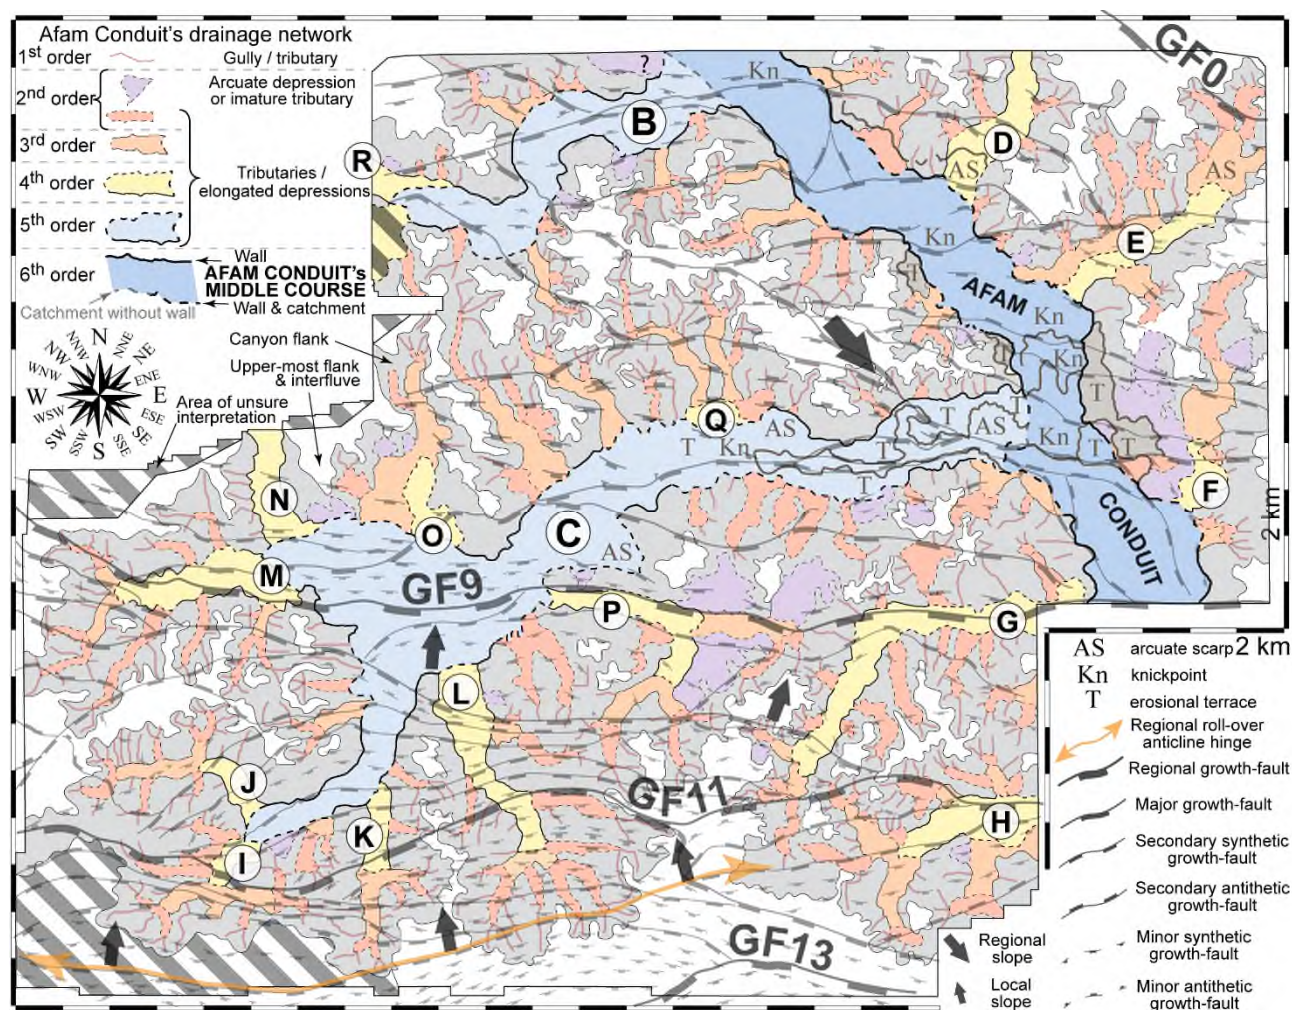 Afam Conduit's drainage network
1st order
Gully / tributary
2nd order
Arcuate depression
or imature tributary
3rd order
4th order
Tributaries /
elongated depressions
5th order
Wall
6th order
AFAM CONDUIT's
MIDDLE COURSE
Catchment without wall
Wall & catchment
Canyon flank
Upper-most flank
& interfluve
Area of unsure
interpretation
N
NNE
NE
ENE
E
ESE
SE
SSE
S
SSW
SW
WSW
W
WNW
NW
NNW
?
Kn
GF0
B
D
R
AS
AS
E
Kn
T
AFAM
Kn
T
Kn
T
Q
AS
T
AS
T
T
Kn
T
Kn
T
T
T
F
N
O
C
AS
CONDUIT
2 km
M
GF9
P
G
L
J
GF11
H
K
I
GF13
AS
arcuate scarp
2 km
Kn
knickpoint
T
erosional terrace
Regional roll-over
anticline hinge
Regional growth-fault
Major growth-fault
Secondary synthetic
growth-fault
Secondary antithetic
growth-fault
Regional
slope
Minor synthetic
growth-fault
Local
slope
Minor antithetic
growth-fault